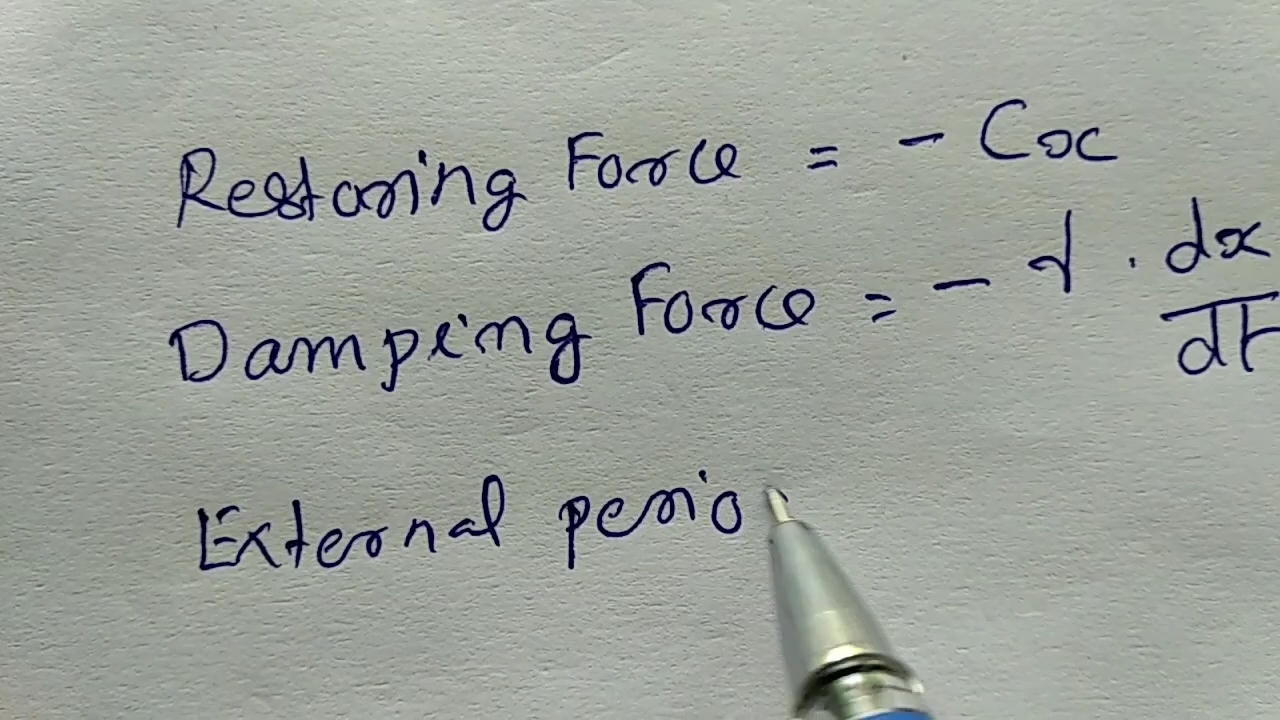 Restoring Force = - Cx
Damping Force = - γ . dx/dt
External perio